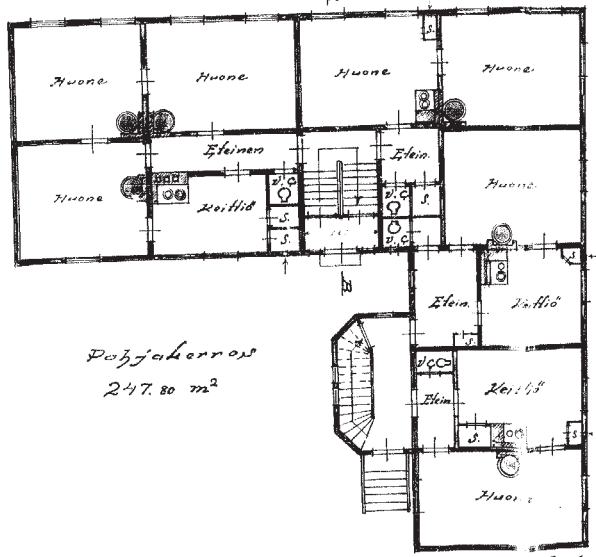 S.
Huone
Huone
Huone
Huone
Eteinen
Etein.
Huone
V.C
V.C
S.
Huone
Keittiö
S.
V.C
S.
B
S
Etein.
Keittiö
S.
Pohjakerros
247.80 m²
V.C
Keittiö
Etein.
S.
S
Huone